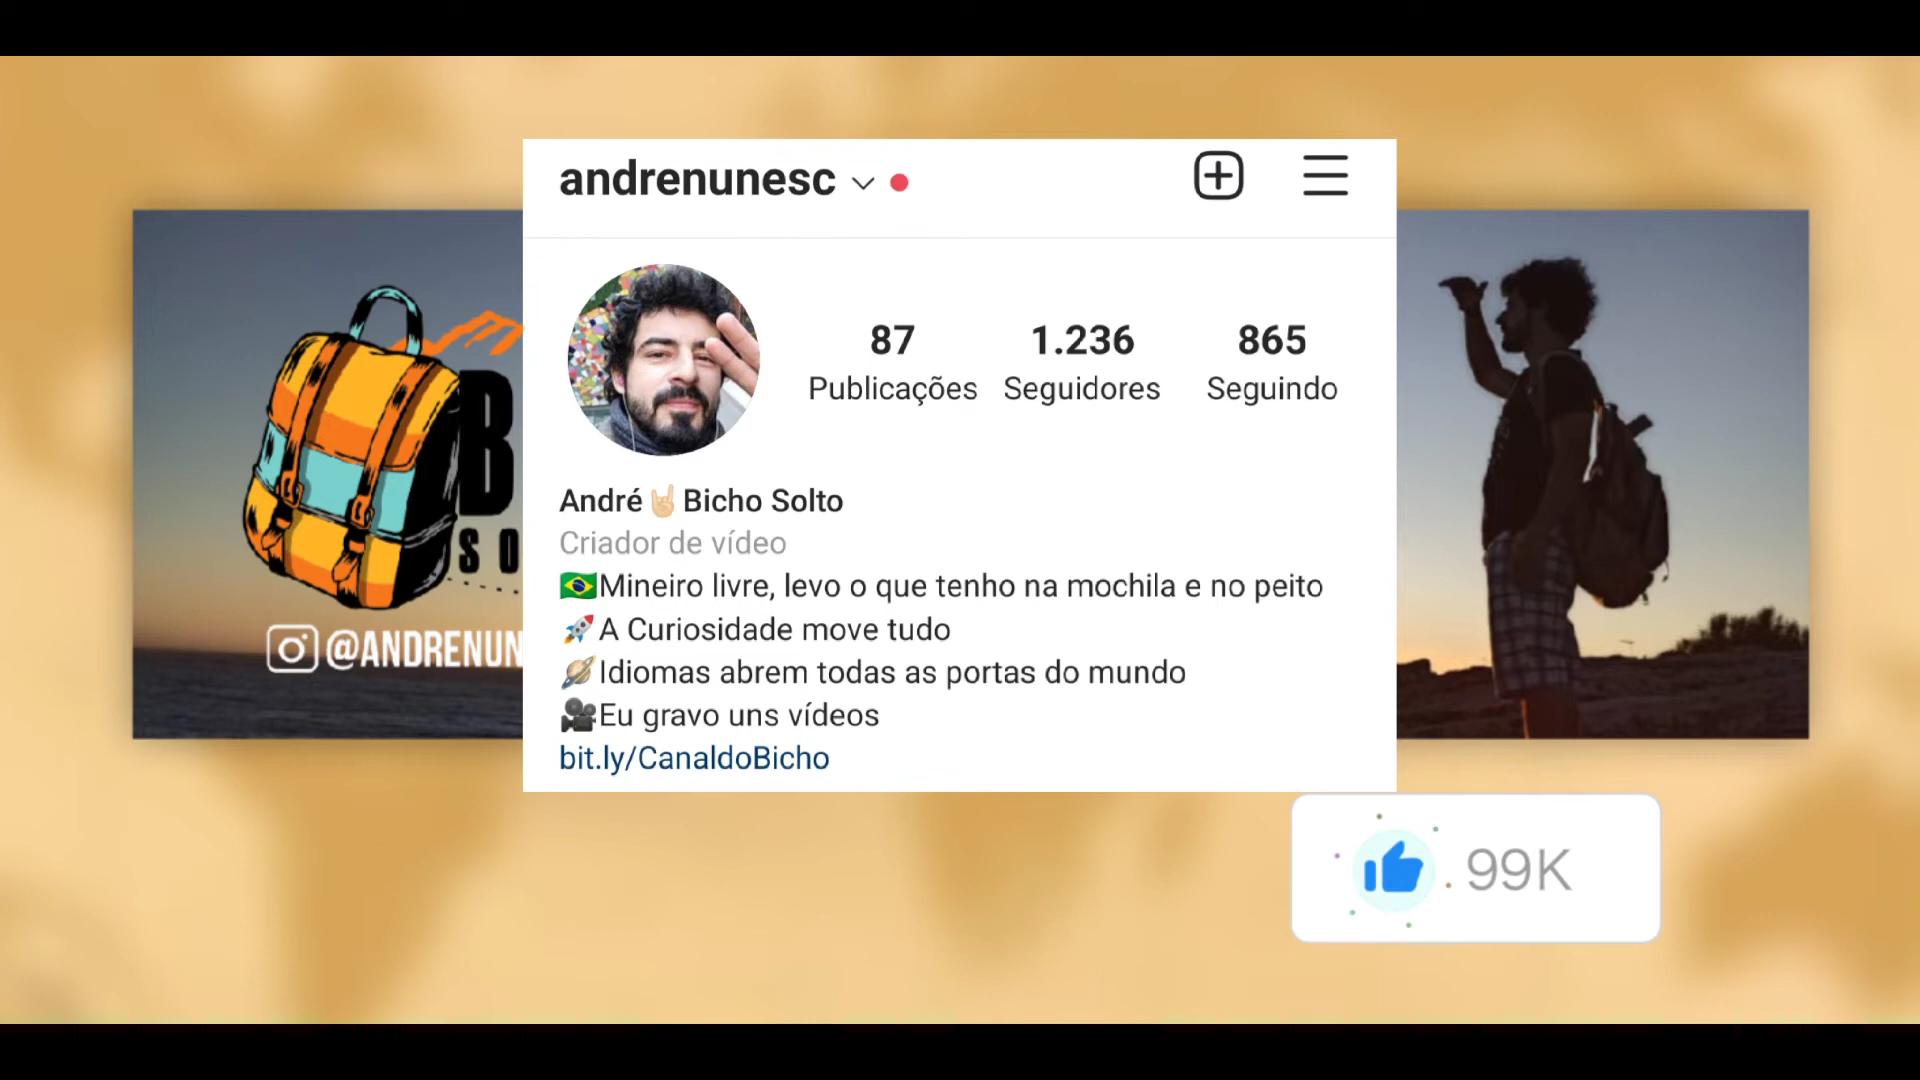 andrenunesc
87
1.236
865
Publicações
Seguidores
Seguindo
André🤘🏻Bicho Solto
Criador de vídeo
🇧🇷Mineiro livre, levo o que tenho na mochila e no peito
🚀A Curiosidade move tudo
🪐Idiomas abrem todas as portas do mundo
🎥Eu gravo uns vídeos
bit.ly/CanaldoBicho
B
SO
@ANDRENUN
99K